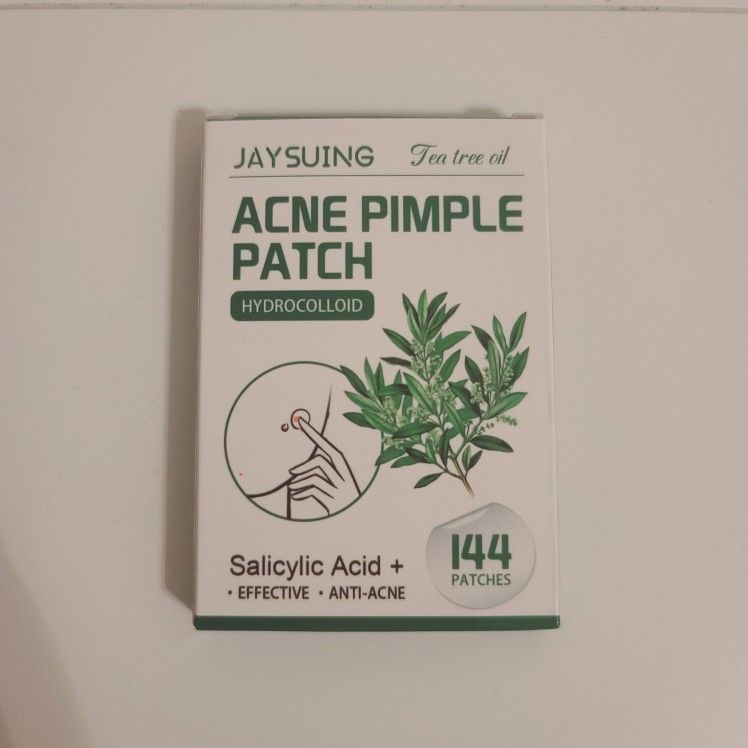 JAYSUING Tea tree oil
ACNE PIMPLE
PATCH
HYDROCOLLOID
Salicylic Acid +
• EFFECTIVE • ANTI-ACNE
144
PATCHES